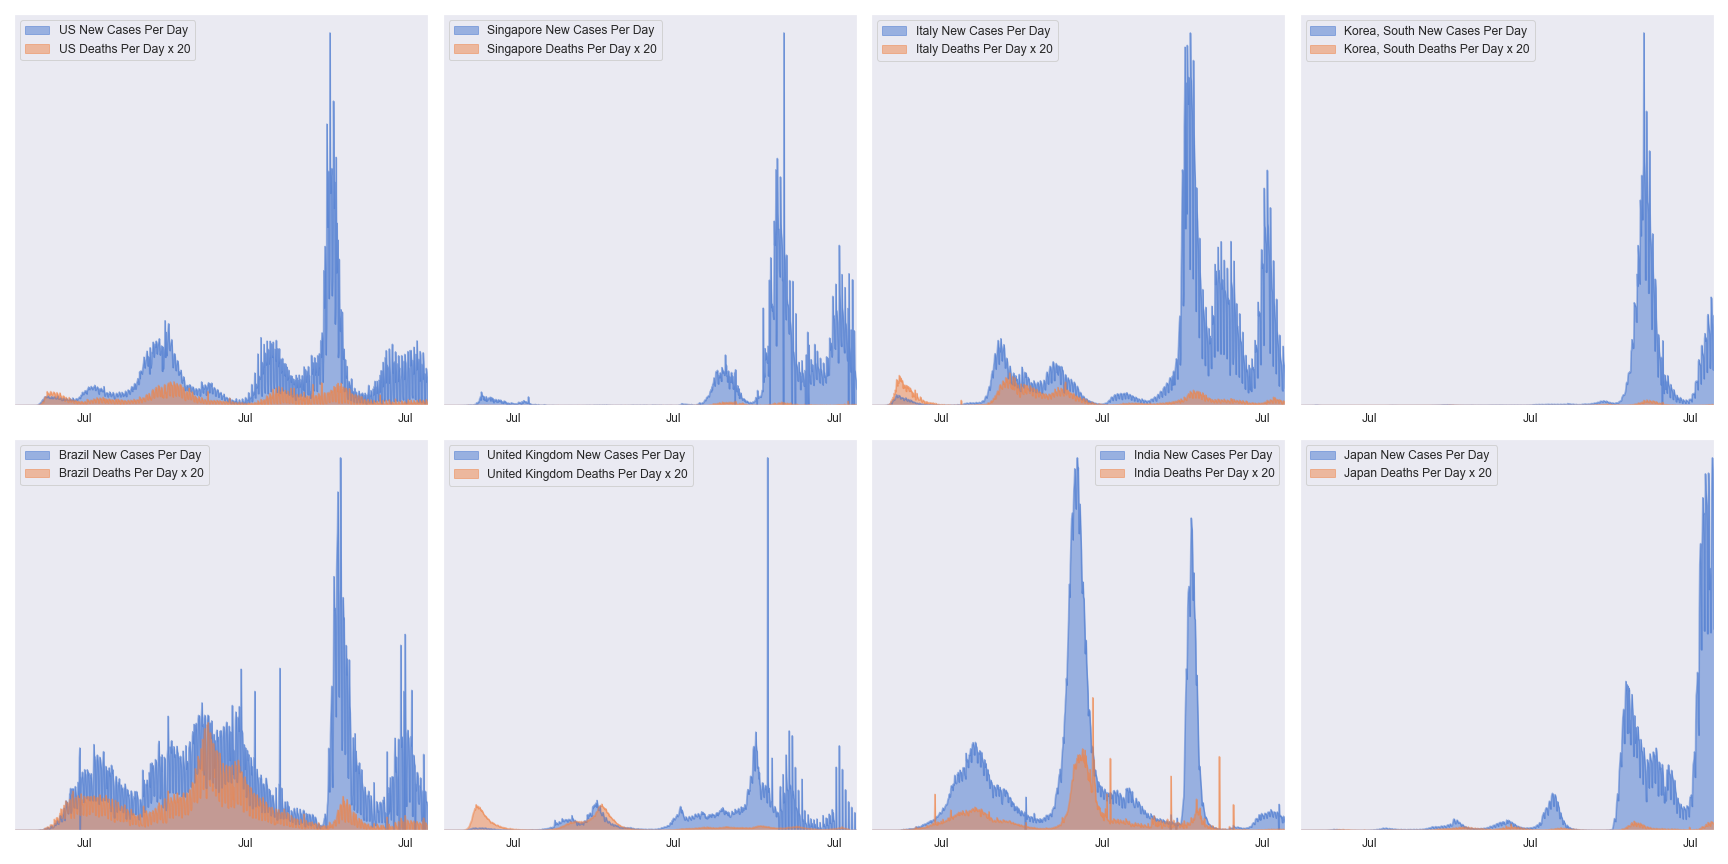 US New Cases Per Day
US Deaths Per Day x 20
Singapore New Cases Per Day
Singapore Deaths Per Day x 20
Italy New Cases Per Day
Italy Deaths Per Day x 20
Korea, South New Cases Per Day
Korea, South Deaths Per Day x 20
Jul Jul Jul
Jul Jul Jul
Jul Jul Jul
Jul Jul Jul
Brazil New Cases Per Day
Brazil Deaths Per Day x 20
United Kingdom New Cases Per Day
United Kingdom Deaths Per Day x 20
India New Cases Per Day
India Deaths Per Day x 20
Japan New Cases Per Day
Japan Deaths Per Day x 20
Jul Jul Jul
Jul Jul Jul
Jul Jul Jul
Jul Jul Jul